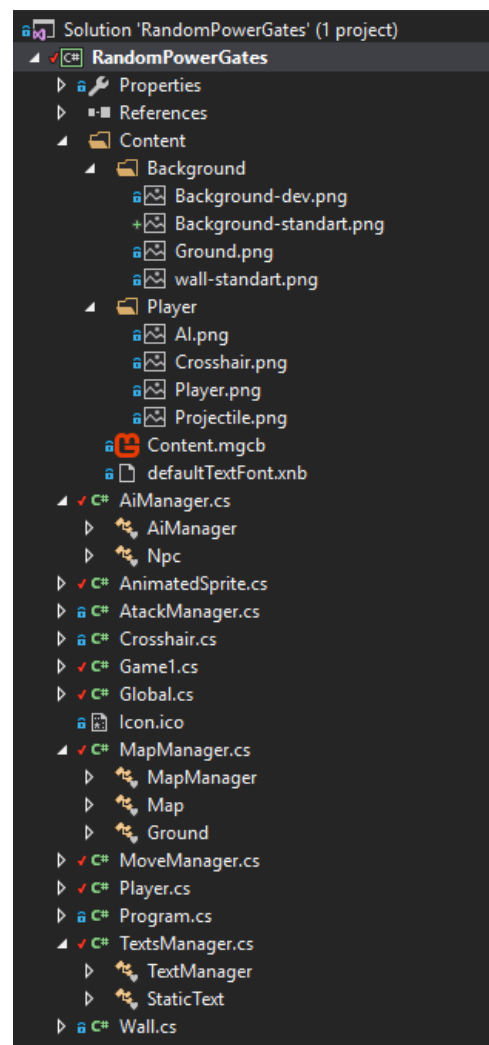 Solution 'RandomPowerGates' (1 project)
C# RandomPowerGates
Properties
References
Content
Background
Background-dev.png
Background-standart.png
Ground.png
wall-standart.png
Player
AI.png
Crosshair.png
Player.png
Projectile.png
Content.mgcb
defaultTextFont.xnb
C# AiManager.cs
AiManager
Npc
C# AnimatedSprite.cs
C# AtackManager.cs
C# Crosshair.cs
C# Game1.cs
C# Global.cs
Icon.ico
C# MapManager.cs
MapManager
Map
Ground
C# MoveManager.cs
C# Player.cs
C# Program.cs
C# TextsManager.cs
TextManager
StaticText
C# Wall.cs